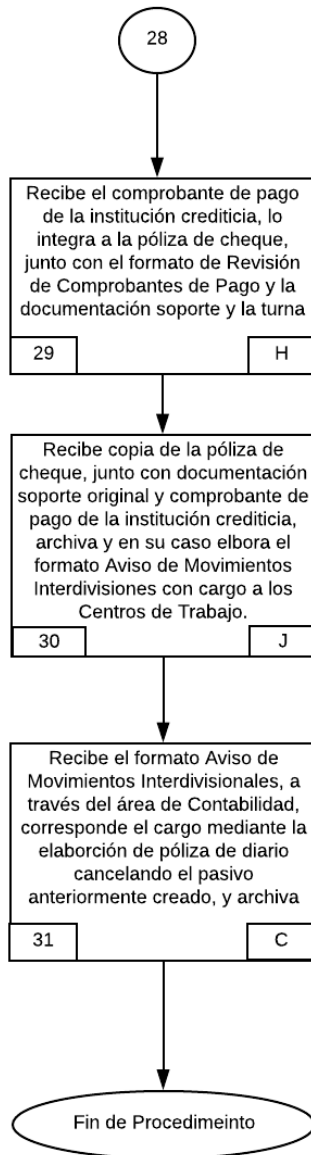 28
Recibe el comprobante de pago
de la institución crediticia, lo
integra a la póliza de cheque,
junto con el formato de Revisión
de Comprobantes de Pago y la
documentación soporte y la turna
29
H
Recibe copia de la póliza de
cheque, junto con documentación
soporte original y comprobante de
pago de la institución crediticia,
archiva y en su caso elbora el
formato Aviso de Movimientos
Interdivisiones con cargo a los
Centros de Trabajo.
30
J
Recibe el formato Aviso de
Movimientos Interdivisionales, a
través del área de Contabilidad,
corresponde el cargo mediante la
elaborción de póliza de diario
cancelando el pasivo
anteriormente creado, y archiva
31
C
Fin de Procedimeinto